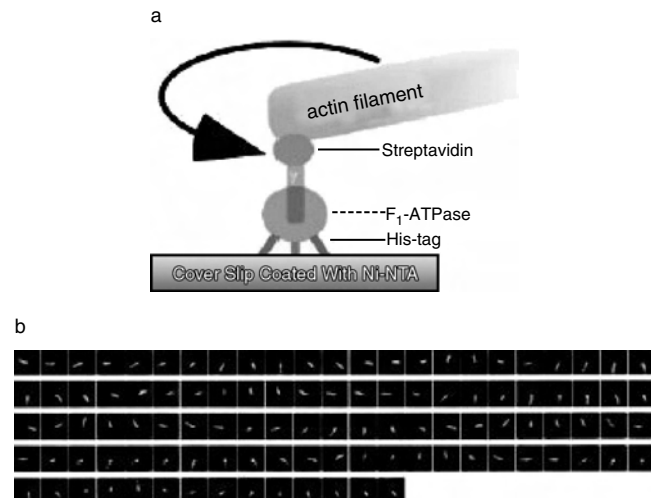 a
actin filament
Streptavidin
γ
F₁-ATPase
His-tag
Cover Slip Coated With Ni-NTA
b